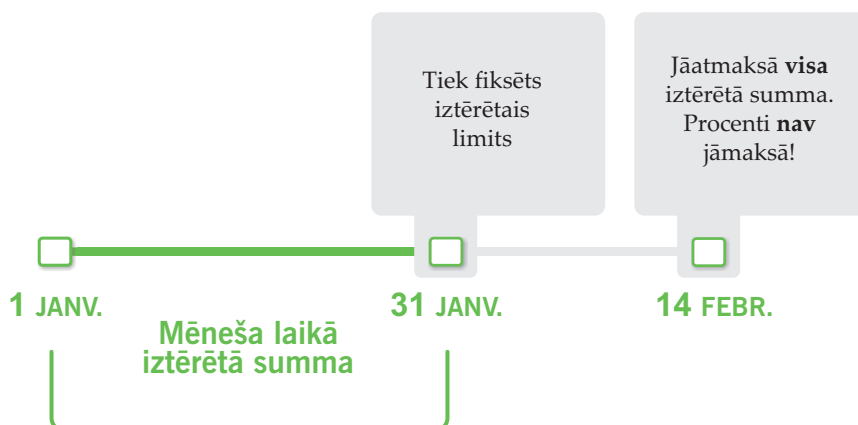 Tiek fiksēts
iztērētais
limits
Jāatmaksā visa
iztērētā summa.
Procenti nav
jāmaksā!
1 JANV.
31 JANV.
14 FEBR.
Mēneša laikā
iztērētā summa